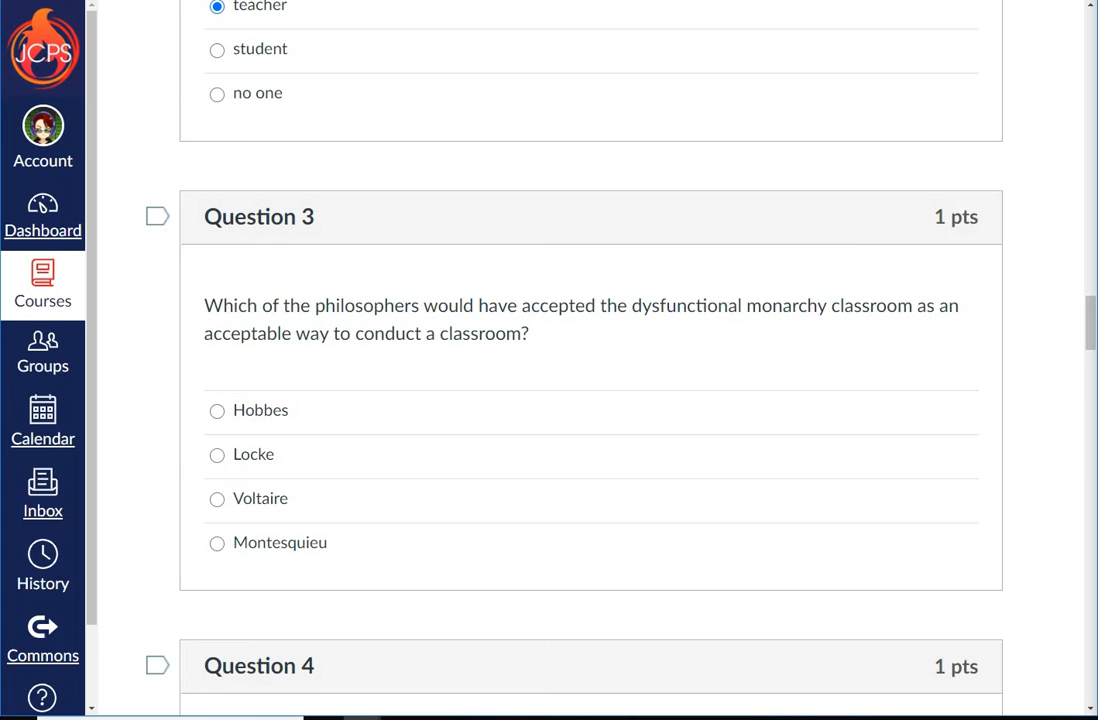 teacher
student
no one
JCPS
Account
Dashboard
Courses
Groups
Calendar
Inbox
History
Commons
?
Question 3
1 pts
Which of the philosophers would have accepted the dysfunctional monarchy classroom as an
acceptable way to conduct a classroom?
Hobbes
Locke
Voltaire
Montesquieu
Question 4
1 pts